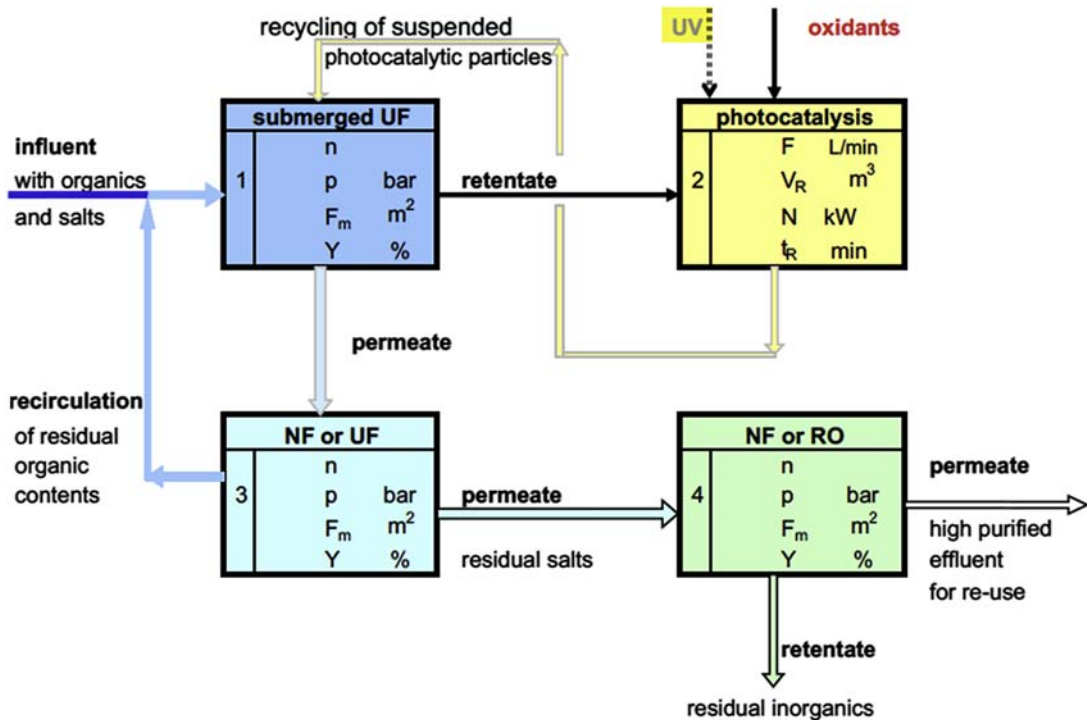 recycling of suspended
photocatalytic particles
UV
oxidants
influent
with organics
and salts
submerged UF
1
n
p bar
Fm m²
Y %
retentate
photocatalysis
2
F L/min
VR m³
N kW
tR min
permeate
recirculation
of residual
organic
contents
NF or UF
3
n
p bar
Fm m²
Y %
permeate
residual salts
NF or RO
4
n
p bar
Fm m²
Y %
permeate
high purified
effluent
for re-use
retentate
residual inorganics